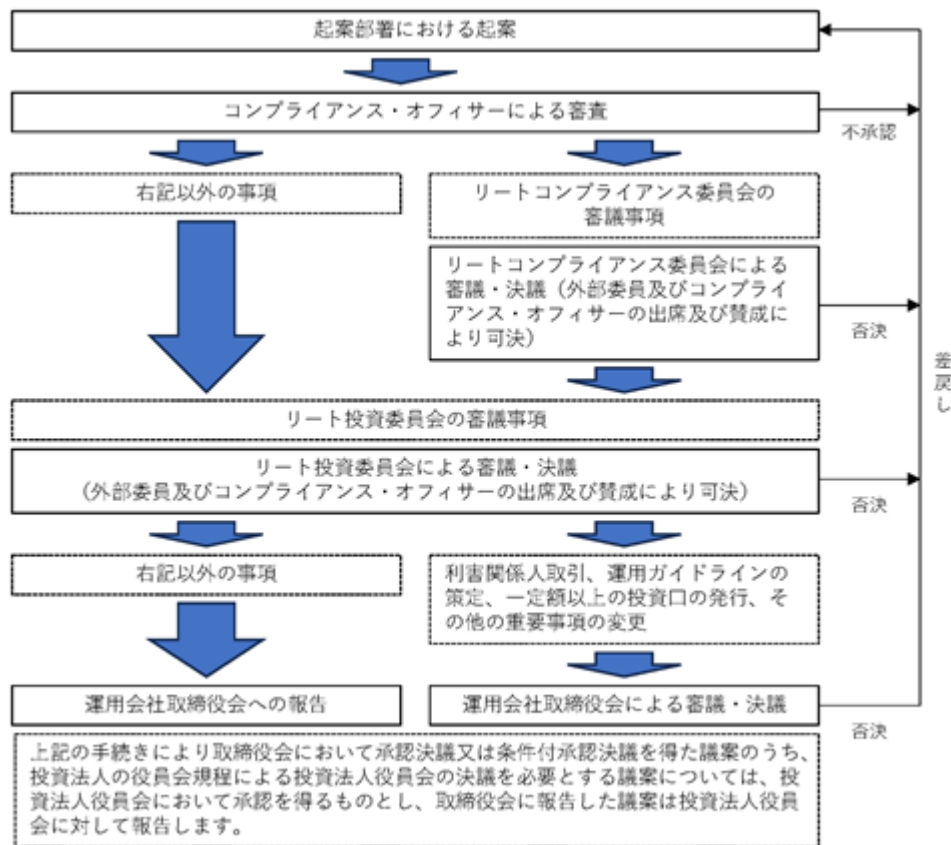 起案部署における起案
コンプライアンス・オフィサーによる審査
不承認
右記以外の事項
リートコンプライアンス委員会の
審議事項
リートコンプライアンス委員会による
審議・決議（外部委員及びコンプライ
アンス・オフィサーの出席及び賛成に
より可決）
否決
差戻し
リート投資委員会の審議事項
リート投資委員会による審議・決議
（外部委員及びコンプライアンス・オフィサーの出席及び賛成により可決）
否決
右記以外の事項
利害関係人取引、運用ガイドラインの
策定、一定額以上の投資口の発行、そ
の他の重要事項の変更
運用会社取締役会への報告
運用会社取締役会による審議・決議
否決
上記の手続きにより取締役会において承認決議又は条件付承認決議を得た議案のうち、
投資法人の役員会規程による投資法人役員会の決議を必要とする議案については、投
資法人役員会において承認を得るものとし、取締役会に報告した議案は投資法人役員
会に対して報告します。